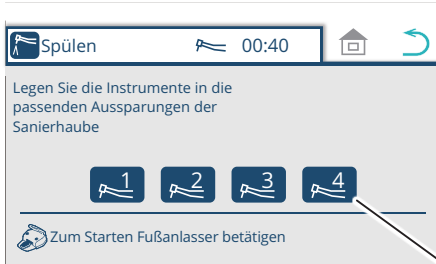 Spülen 00:40
Legen Sie die Instrumente in die
passenden Aussparungen der
Sanierhaube
1 2 3 4
Zum Starten Fußanlasser betätigen